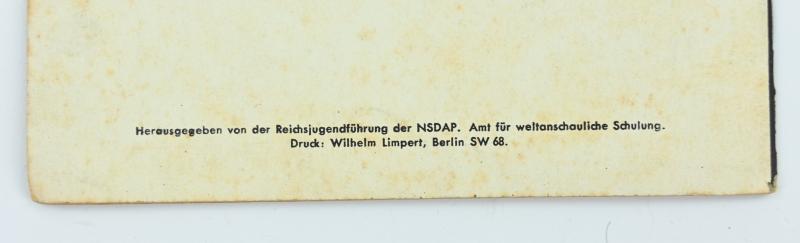 Herausgegeben von der Reichsjugendführung der NSDAP. Amt für weltanschauliche Schulung.
Druck: Wilhelm Limpert, Berlin SW 68.